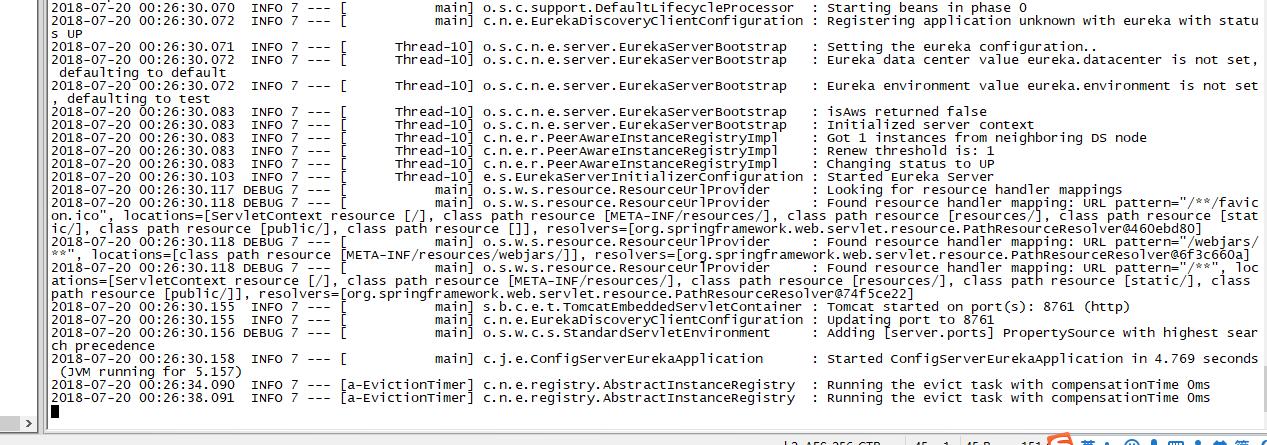 2018-07-20 00:26:30.070  INFO 7 --- [           main] o.s.c.support.DefaultLifecycleProcessor  : Starting beans in phase 0
2018-07-20 00:26:30.072  INFO 7 --- [           main] c.n.e.EurekaDiscoveryClientConfiguration : Registering application unknown with eureka with statu
s UP
2018-07-20 00:26:30.071  INFO 7 --- [      Thread-10] o.s.c.n.e.server.EurekaServerBootstrap   : Setting the eureka configuration..
2018-07-20 00:26:30.072  INFO 7 --- [      Thread-10] o.s.c.n.e.server.EurekaServerBootstrap   : Eureka data center value eureka.datacenter is not set,
 defaulting to default
2018-07-20 00:26:30.072  INFO 7 --- [      Thread-10] o.s.c.n.e.server.EurekaServerBootstrap   : Eureka environment value eureka.environment is not set
, defaulting to test
2018-07-20 00:26:30.083  INFO 7 --- [      Thread-10] o.s.c.n.e.server.EurekaServerBootstrap   : isAws returned false
2018-07-20 00:26:30.083  INFO 7 --- [      Thread-10] o.s.c.n.e.server.EurekaServerBootstrap   : Initialized server context
2018-07-20 00:26:30.083  INFO 7 --- [      Thread-10] c.n.e.r.PeerAwareInstanceRegistryImpl    : Got 1 instances from neighboring DS node
2018-07-20 00:26:30.083  INFO 7 --- [      Thread-10] c.n.e.r.PeerAwareInstanceRegistryImpl    : Renew threshold is: 1
2018-07-20 00:26:30.083  INFO 7 --- [      Thread-10] c.n.e.r.PeerAwareInstanceRegistryImpl    : Changing status to UP
2018-07-20 00:26:30.103  INFO 7 --- [      Thread-10] e.s.EurekaServerInitializerConfiguration : Started Eureka Server
2018-07-20 00:26:30.117 DEBUG 7 --- [           main] o.s.w.s.resource.ResourceUrlProvider     : Looking for resource handler mappings
2018-07-20 00:26:30.118 DEBUG 7 --- [           main] o.s.w.s.resource.ResourceUrlProvider     : Found resource handler mapping: URL pattern="/**/favic
on.ico", locations=[ServletContext resource [/], class path resource [META-INF/resources/], class path resource [resources/], class path resource [stat
ic/], class path resource [public/], class path resource []], resolvers=[org.springframework.web.servlet.resource.PathResourceResolver@460ebd80]
2018-07-20 00:26:30.118 DEBUG 7 --- [           main] o.s.w.s.resource.ResourceUrlProvider     : Found resource handler mapping: URL pattern="/webjars/
**", locations=[class path resource [META-INF/resources/webjars/]], resolvers=[org.springframework.web.servlet.resource.PathResourceResolver@6f3c660a]
2018-07-20 00:26:30.118 DEBUG 7 --- [           main] o.s.w.s.resource.ResourceUrlProvider     : Found resource handler mapping: URL pattern="/**", loc
ations=[ServletContext resource [/], class path resource [META-INF/resources/], class path resource [resources/], class path resource [static/], class
path resource [public/]], resolvers=[org.springframework.web.servlet.resource.PathResourceResolver@74f5ce22]
2018-07-20 00:26:30.155  INFO 7 --- [           main] s.b.c.e.t.TomcatEmbeddedServletContainer : Tomcat started on port(s): 8761 (http)
2018-07-20 00:26:30.155  INFO 7 --- [           main] c.n.e.EurekaDiscoveryClientConfiguration : Updating port to 8761
2018-07-20 00:26:30.156 DEBUG 7 --- [           main] o.s.w.c.s.StandardServletEnvironment     : Adding [server.ports] PropertySource with highest sear
ch precedence
2018-07-20 00:26:30.158  INFO 7 --- [           main] c.j.e.ConfigServerEurekaApplication      : Started ConfigServerEurekaApplication in 4.769 seconds
 (JVM running for 5.157)
2018-07-20 00:26:34.090  INFO 7 --- [a-EvictionTimer] c.n.e.registry.AbstractInstanceRegistry  : Running the evict task with compensationTime 0ms
2018-07-20 00:26:38.091  INFO 7 --- [a-EvictionTimer] c.n.e.registry.AbstractInstanceRegistry  : Running the evict task with compensationTime 0ms